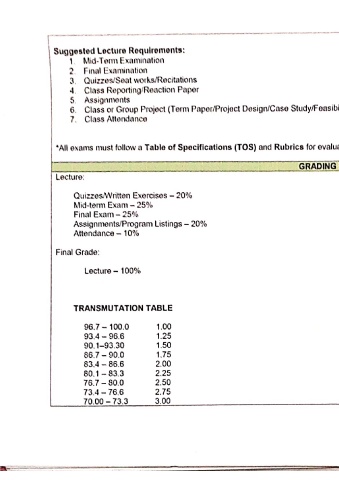 Suggested Lecture Requirements:
1. Mid-Term Examination
2. Final Examination
3. Quizzes/Seat works/Recitations
4. Class Reporting/Reaction Paper
5. Assignments
6. Class or Group Project (Term Paper/Project Design/Case Study/Feasibi
7. Class Attendance
*All exams must follow a Table of Specifications (TOS) and Rubrics for evalua
GRADING
Lecture:
Quizzes/Written Exercises – 20%
Mid-term Exam – 25%
Final Exam – 25%
Assignments/Program Listings – 20%
Attendance – 10%
Final Grade:
Lecture – 100%
TRANSMUTATION TABLE
96.7 – 100.0 1.00
93.4 – 96.6 1.25
90.1–93.30 1.50
86.7 – 90.0 1.75
83.4 – 86.6 2.00
80.1 – 83.3 2.25
76.7 – 80.0 2.50
73.4 – 76.6 2.75
70.00 – 73.3 3.00